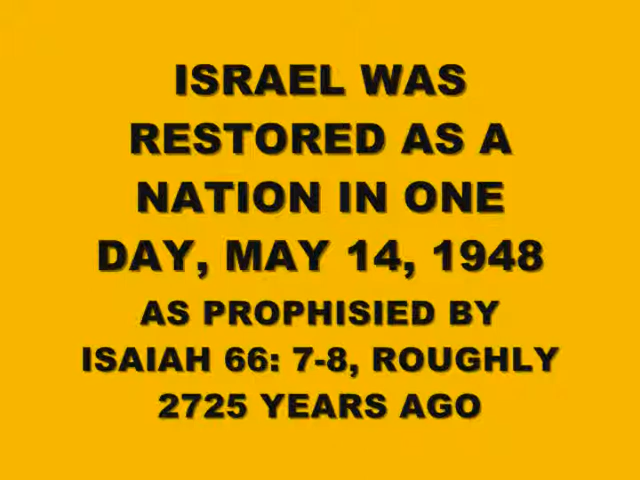 ISRAEL WAS
RESTORED AS A
NATION IN ONE
DAY, MAY 14, 1948
AS PROPHISIED BY
ISAIAH 66: 7-8, ROUGHLY
2725 YEARS AGO